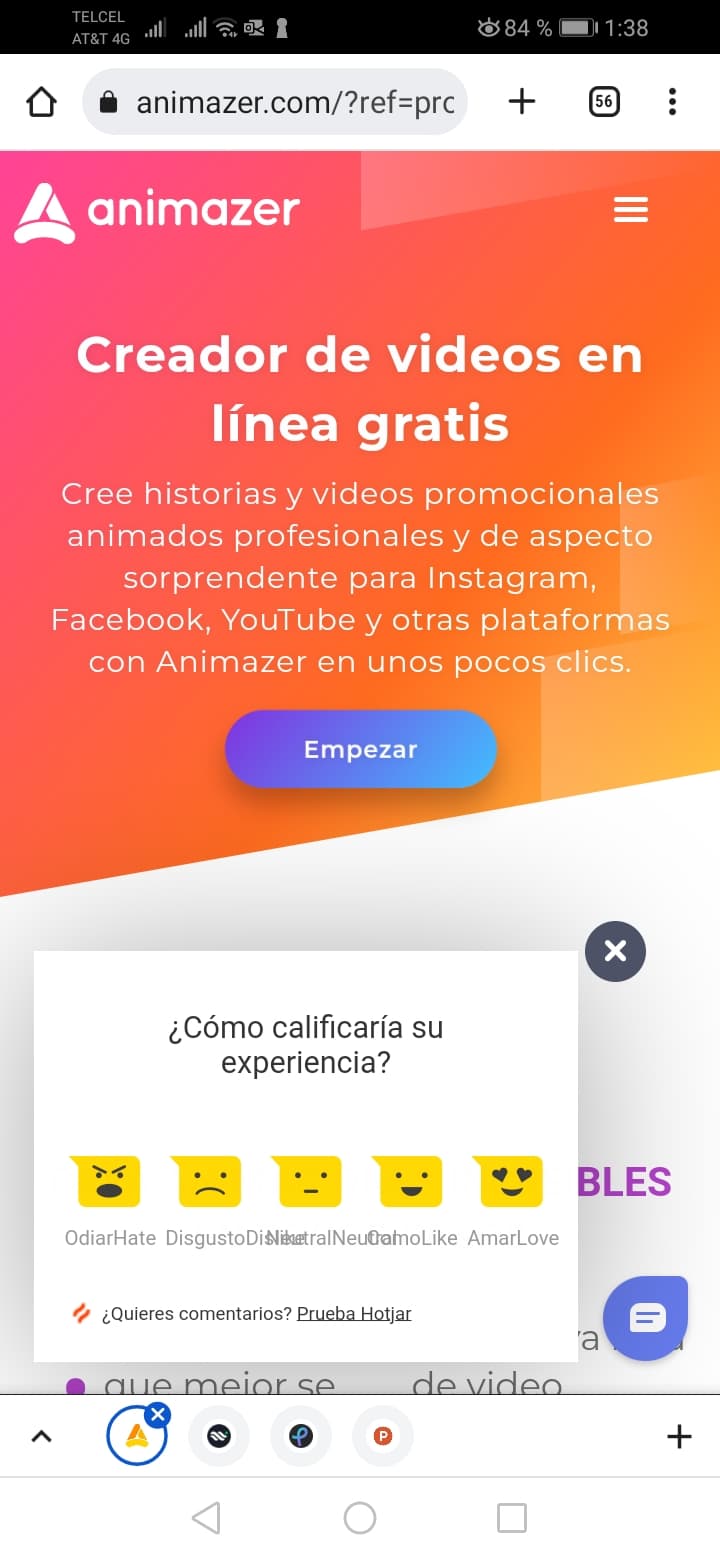 TELCEL
AT&T 4G
84 %
1:38
animazer.com/?ref=prc
56
animazer
Creador de videos en
línea gratis
Cree historias y videos promocionales
animados profesionales y de aspecto
sorprendente para Instagram,
Facebook, YouTube y otras plataformas
con Animazer en unos pocos clics.
Empezar
¿Cómo calificaría su
experiencia?
BLES
OdiarHate DisgustoDislike NeutralNeutral ComoLike AmarLove
¿Quieres comentarios? Prueba Hotjar
que mejor se de video
P